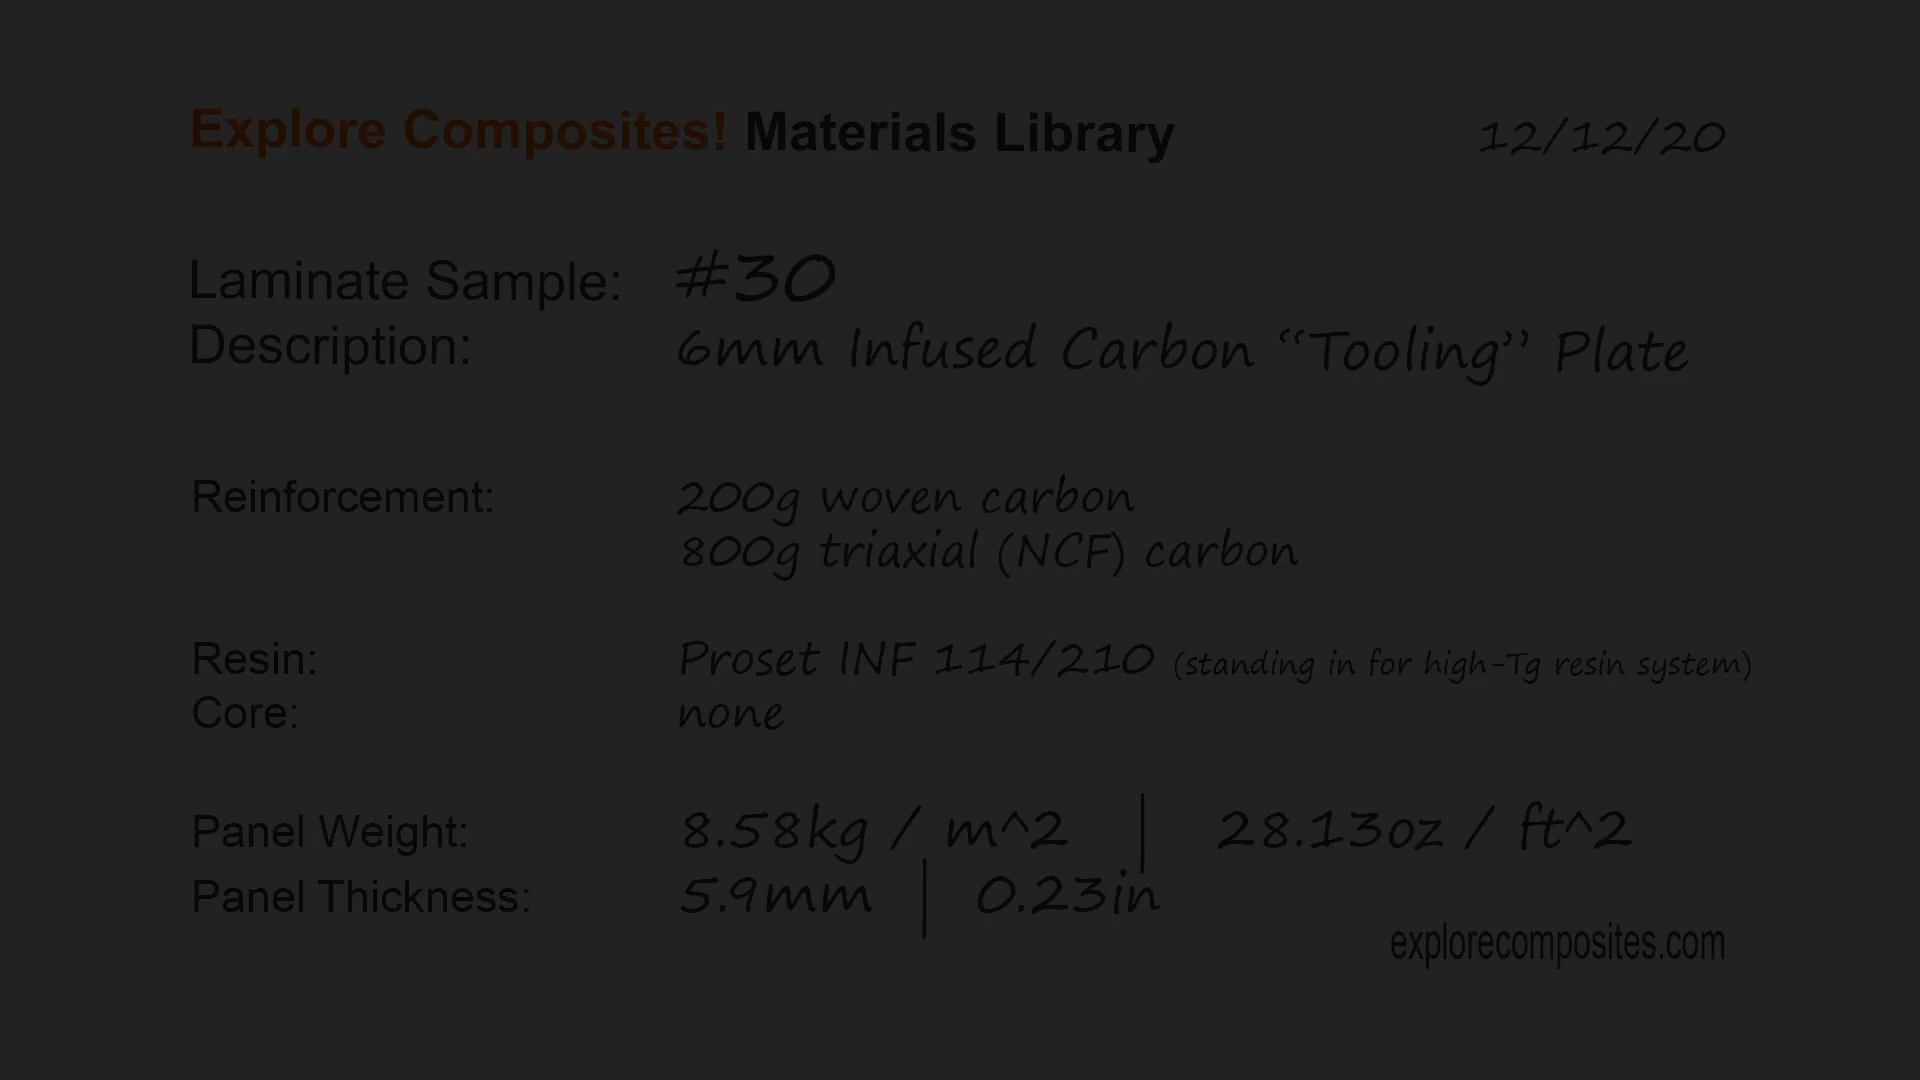 Explore Composites! Materials Library 12/12/20
Laminate Sample: #30
Description: 6mm Infused Carbon “Tooling” Plate
Reinforcement: 200g woven carbon
800g triaxial (NCF) carbon
Resin: Proset INF 114/210 (standing in for high-Tg resin system)
Core: none
Panel Weight: 8.58kg / m^2 | 28.13oz / ft^2
Panel Thickness: 5.9mm | 0.23in
explorecomposites.com